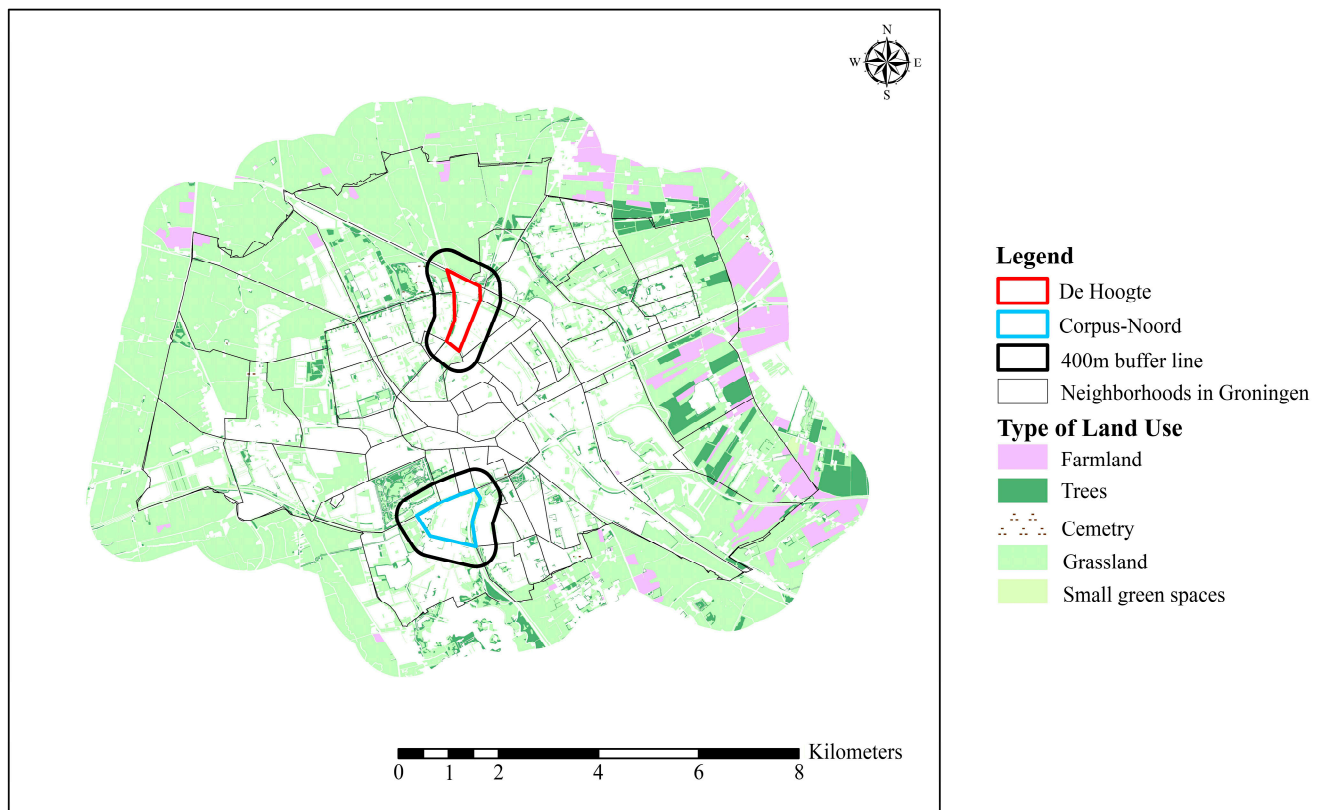 N
W E
S
Legend
De Hoogte
Corpus-Noord
400m buffer line
Neighborhoods in Groningen
Type of Land Use
Farmland
Trees
Cemetry
Grassland
Small green spaces
Kilometers
0 1 2 4 6 8